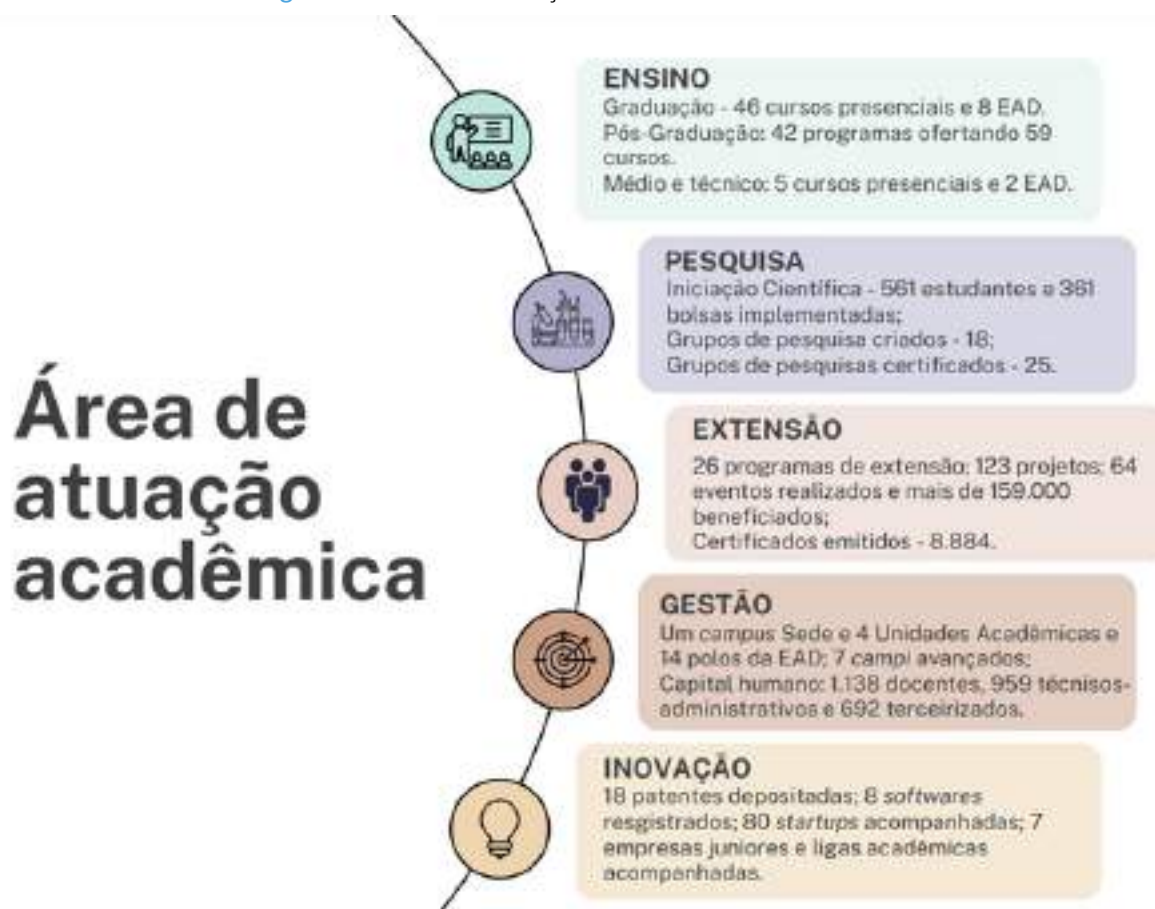 Área de
atuação
acadêmica
ENSINO
Graduação - 46 cursos presenciais e 8 EAD.
Pós-Graduação: 42 programas ofertando 59
cursos.
Médio e técnico: 5 cursos presenciais e 2 EAD.
PESQUISA
Iniciação Científica - 561 estudantes e 361
bolsas implementadas;
Grupos de pesquisa criados - 18;
Grupos de pesquisas certificados - 25.
EXTENSÃO
26 programas de extensão; 123 projetos; 64
eventos realizados e mais de 159.000
beneficiados;
Certificados emitidos - 8.884.
GESTÃO
Um campus Sede e 4 Unidades Acadêmicas e
14 polos da EAD; 7 campi avançados;
Capital humano: 1.138 docentes, 959 técnisos-
administrativos e 692 terceirizados.
INOVAÇÃO
18 patentes depositadas; 8 softwares
resgistrados; 80 startups acompanhadas; 7
empresas juniores e ligas acadêmicas
acompanhadas.